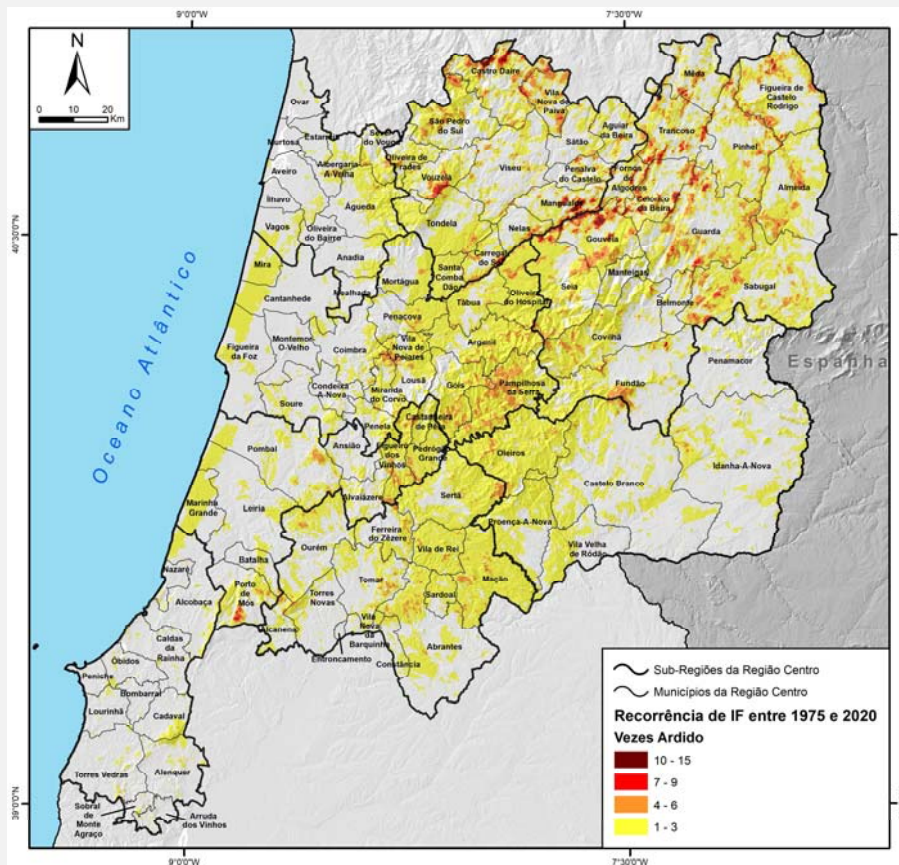 9°0'0"W
7°30'0"W
N
0 10 20
Km
Oceano Atlântico
Espanha
40°30'0"N
39°0'0"N
Castro Daire
Mêda
Figueira de
Castelo
Rodrigo
Vila
Nova de
Paiva
Ovar
São Pedro
do Sul
Aguiar
da Beira
Trancoso
Estarreja
Sever
do Vouga
Murtosa
Sátão
Pinhel
Albergaria-
A-Velha
Oliveira de
Frades
Aveiro
Viseu
Penalva
do Castelo
Fornos
de
Algodres
Vouzela
Almeida
Ílhavo
Águeda
Mangualde
Celorico
da Beira
Vagos
Oliveira
do Bairro
Tondela
Nelas
Guarda
Gouveia
Anadia
Carregal
do Sal
Mira
Santa
Comba
Dão
Oliveira
do Hospital
Seia
Manteigas
Sabugal
Mealhada
Mortágua
Cantanhede
Tábua
Belmonte
Penacova
Montemor-
O-Velho
Vila
Nova de
Poiares
Arganil
Covilhã
Figueira
da Foz
Coimbra
Penamacor
Lousã
Góis
Pampilhosa
da Serra
Fundão
Condeixa-
A-Nova
Miranda
do Corvo
Soure
Penela
Castanheira
de Pêra
Pombal
Ansião
Figueiró
dos
Vinhos
Pedrógão
Grande
Oleiros
Idanha-A-Nova
Castelo Branco
Marinha
Grande
Leiria
Alvaiázere
Sertã
Proença-A-Nova
Ferreira
do Zêzere
Ourém
Vila de Rei
Vila Velha
de Ródão
Batalha
Nazaré
Porto
de
Mós
Tomar
Mação
Alcobaça
Torres
Novas
Sardoal
Vila
Nova da
Barquinha
Alcanena
Abrantes
Caldas
da
Rainha
Entroncamento
Constância
Óbidos
Peniche
Bombarral
Lourinhã
Cadaval
Torres Vedras
Alenquer
Sobral
de Monte
Agraço
Arruda
dos Vinhos
Sub-Regiões da Região Centro
Municípios da Região Centro
Recorrência de IF entre 1975 e 2020
Vezes Ardido
10 - 15
7 - 9
4 - 6
1 - 3
9°0'0"W
7°30'0"W